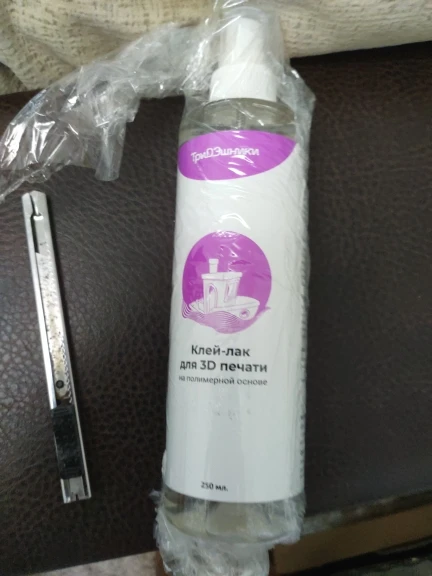 ТриДЭшники
Клей-лак
для 3D печати
на полимерной основе
250 мл.